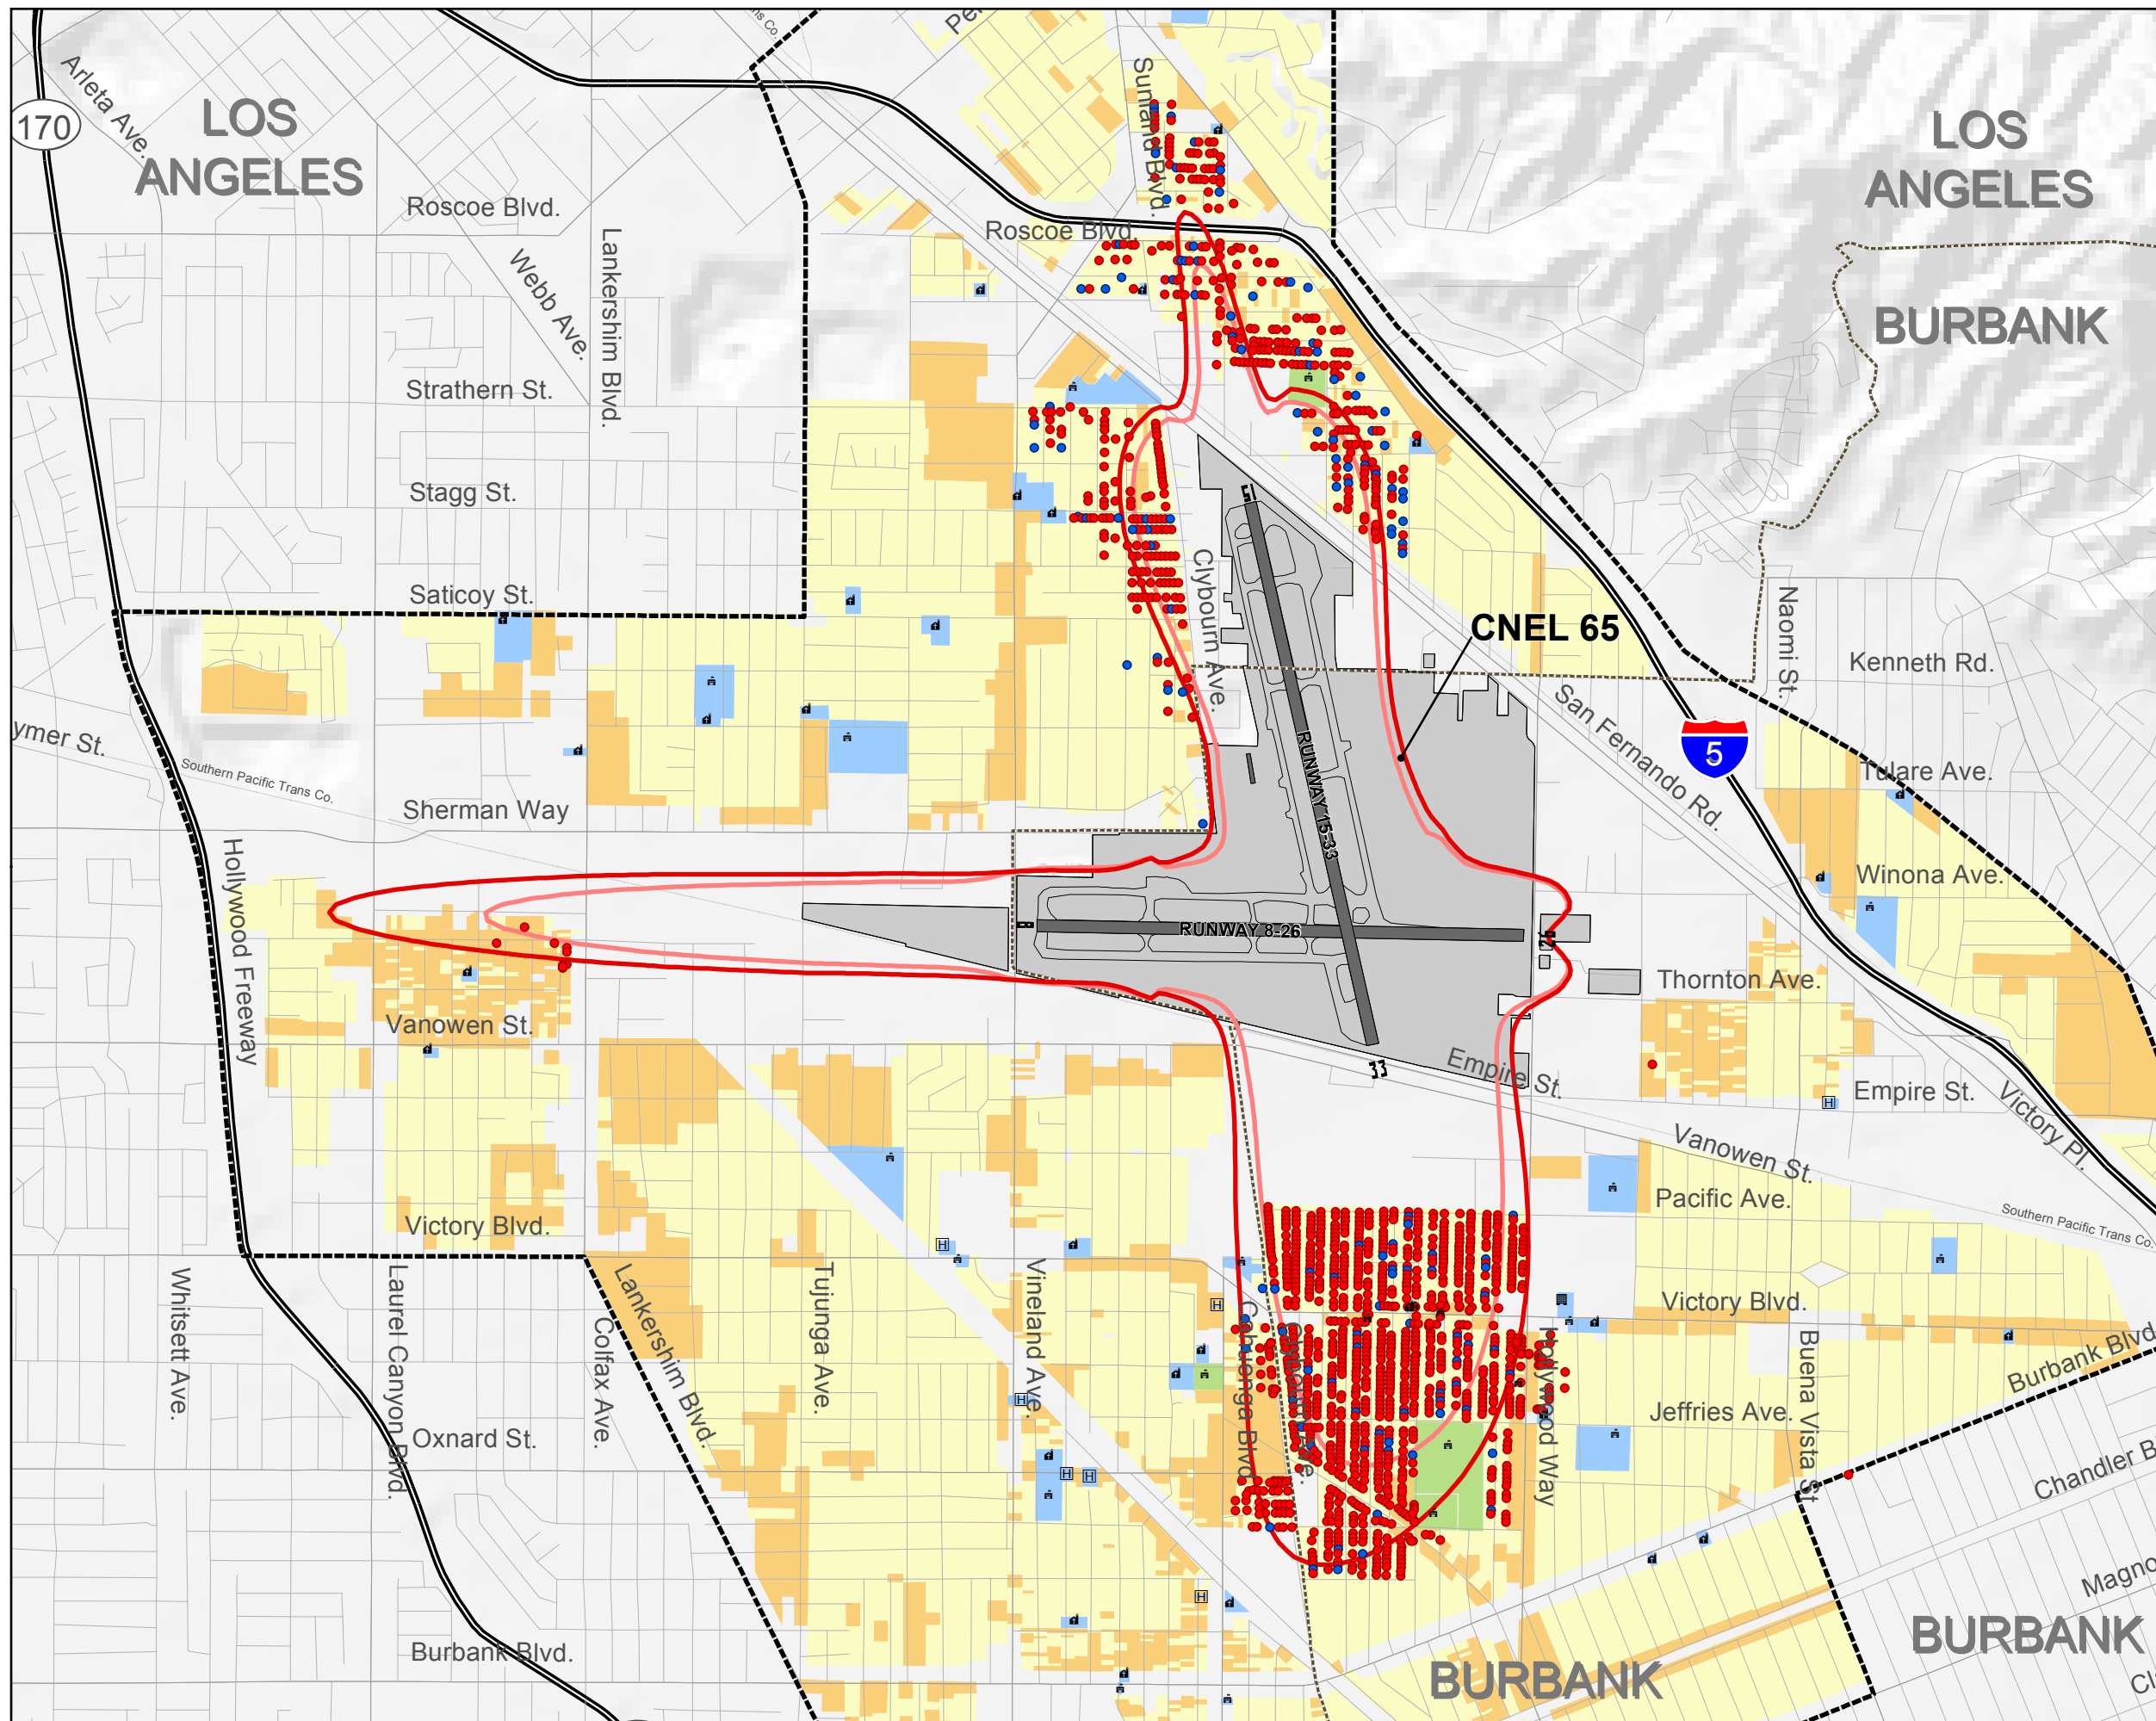 170
Arleta Ave.
LOS
ANGELES
Roscoe Blvd.
Webb Ave.
Lankershim Blvd.
Strathern St.
Stagg St.
Saticoy St.
Sunland Blvd.
Roscoe Blvd.
LOS
ANGELES
BURBANK
Clybourn Ave.
CNEL 65
Naomi St.
Kenneth Rd.
San Fernando Rd.
5
Tulare Ave.
Winona Ave.
ymer St.
Southern Pacific Trans Co.
Sherman Way
Hollywood Freeway
RUNWAY 15-33
RUNWAY 8-26
8
26
15
33
Thornton Ave.
Vanowen St.
Empire St.
Empire St.
Victory Pl.
Vanowen St.
Pacific Ave.
Southern Pacific Trans Co.
Victory Blvd.
H
Whitsett Ave.
Laurel Canyon Blvd.
Colfax Ave.
Lankershim Blvd.
Tujunga Ave.
Vineland Ave.
H
Cahuenga Blvd.
Clybourn Ave.
Hollywood Way
Victory Blvd.
Buena Vista St
Burbank Blvd
Jeffries Ave.
H
Oxnard St.
H
H
Chandler B
H
H
Magno
Burbank Blvd.
BURBANK
BURBANK
Cl